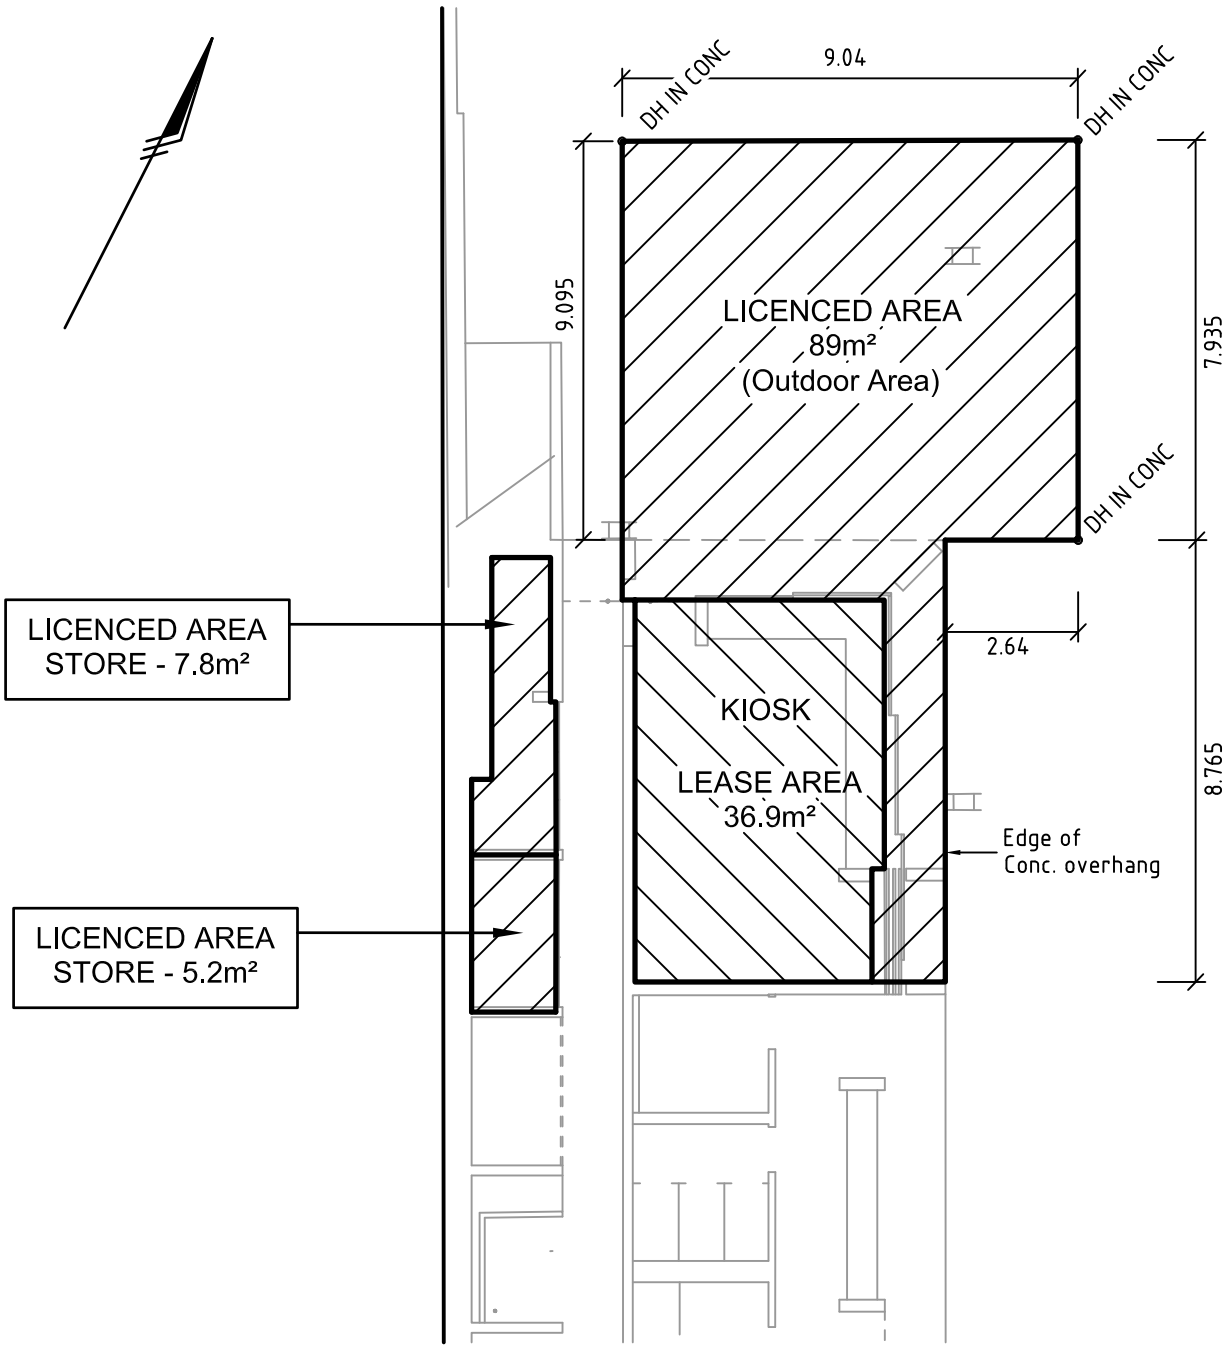 9.04
DH IN CONC
DH IN CONC
9.095
7.935
LICENCED AREA
89m²
(Outdoor Area)
DH IN CONC
LICENCED AREA
STORE - 7.8m²
2.64
KIOSK
8.765
LEASE AREA
36.9m²
Edge of
Conc. overhang
LICENCED AREA
STORE - 5.2m²